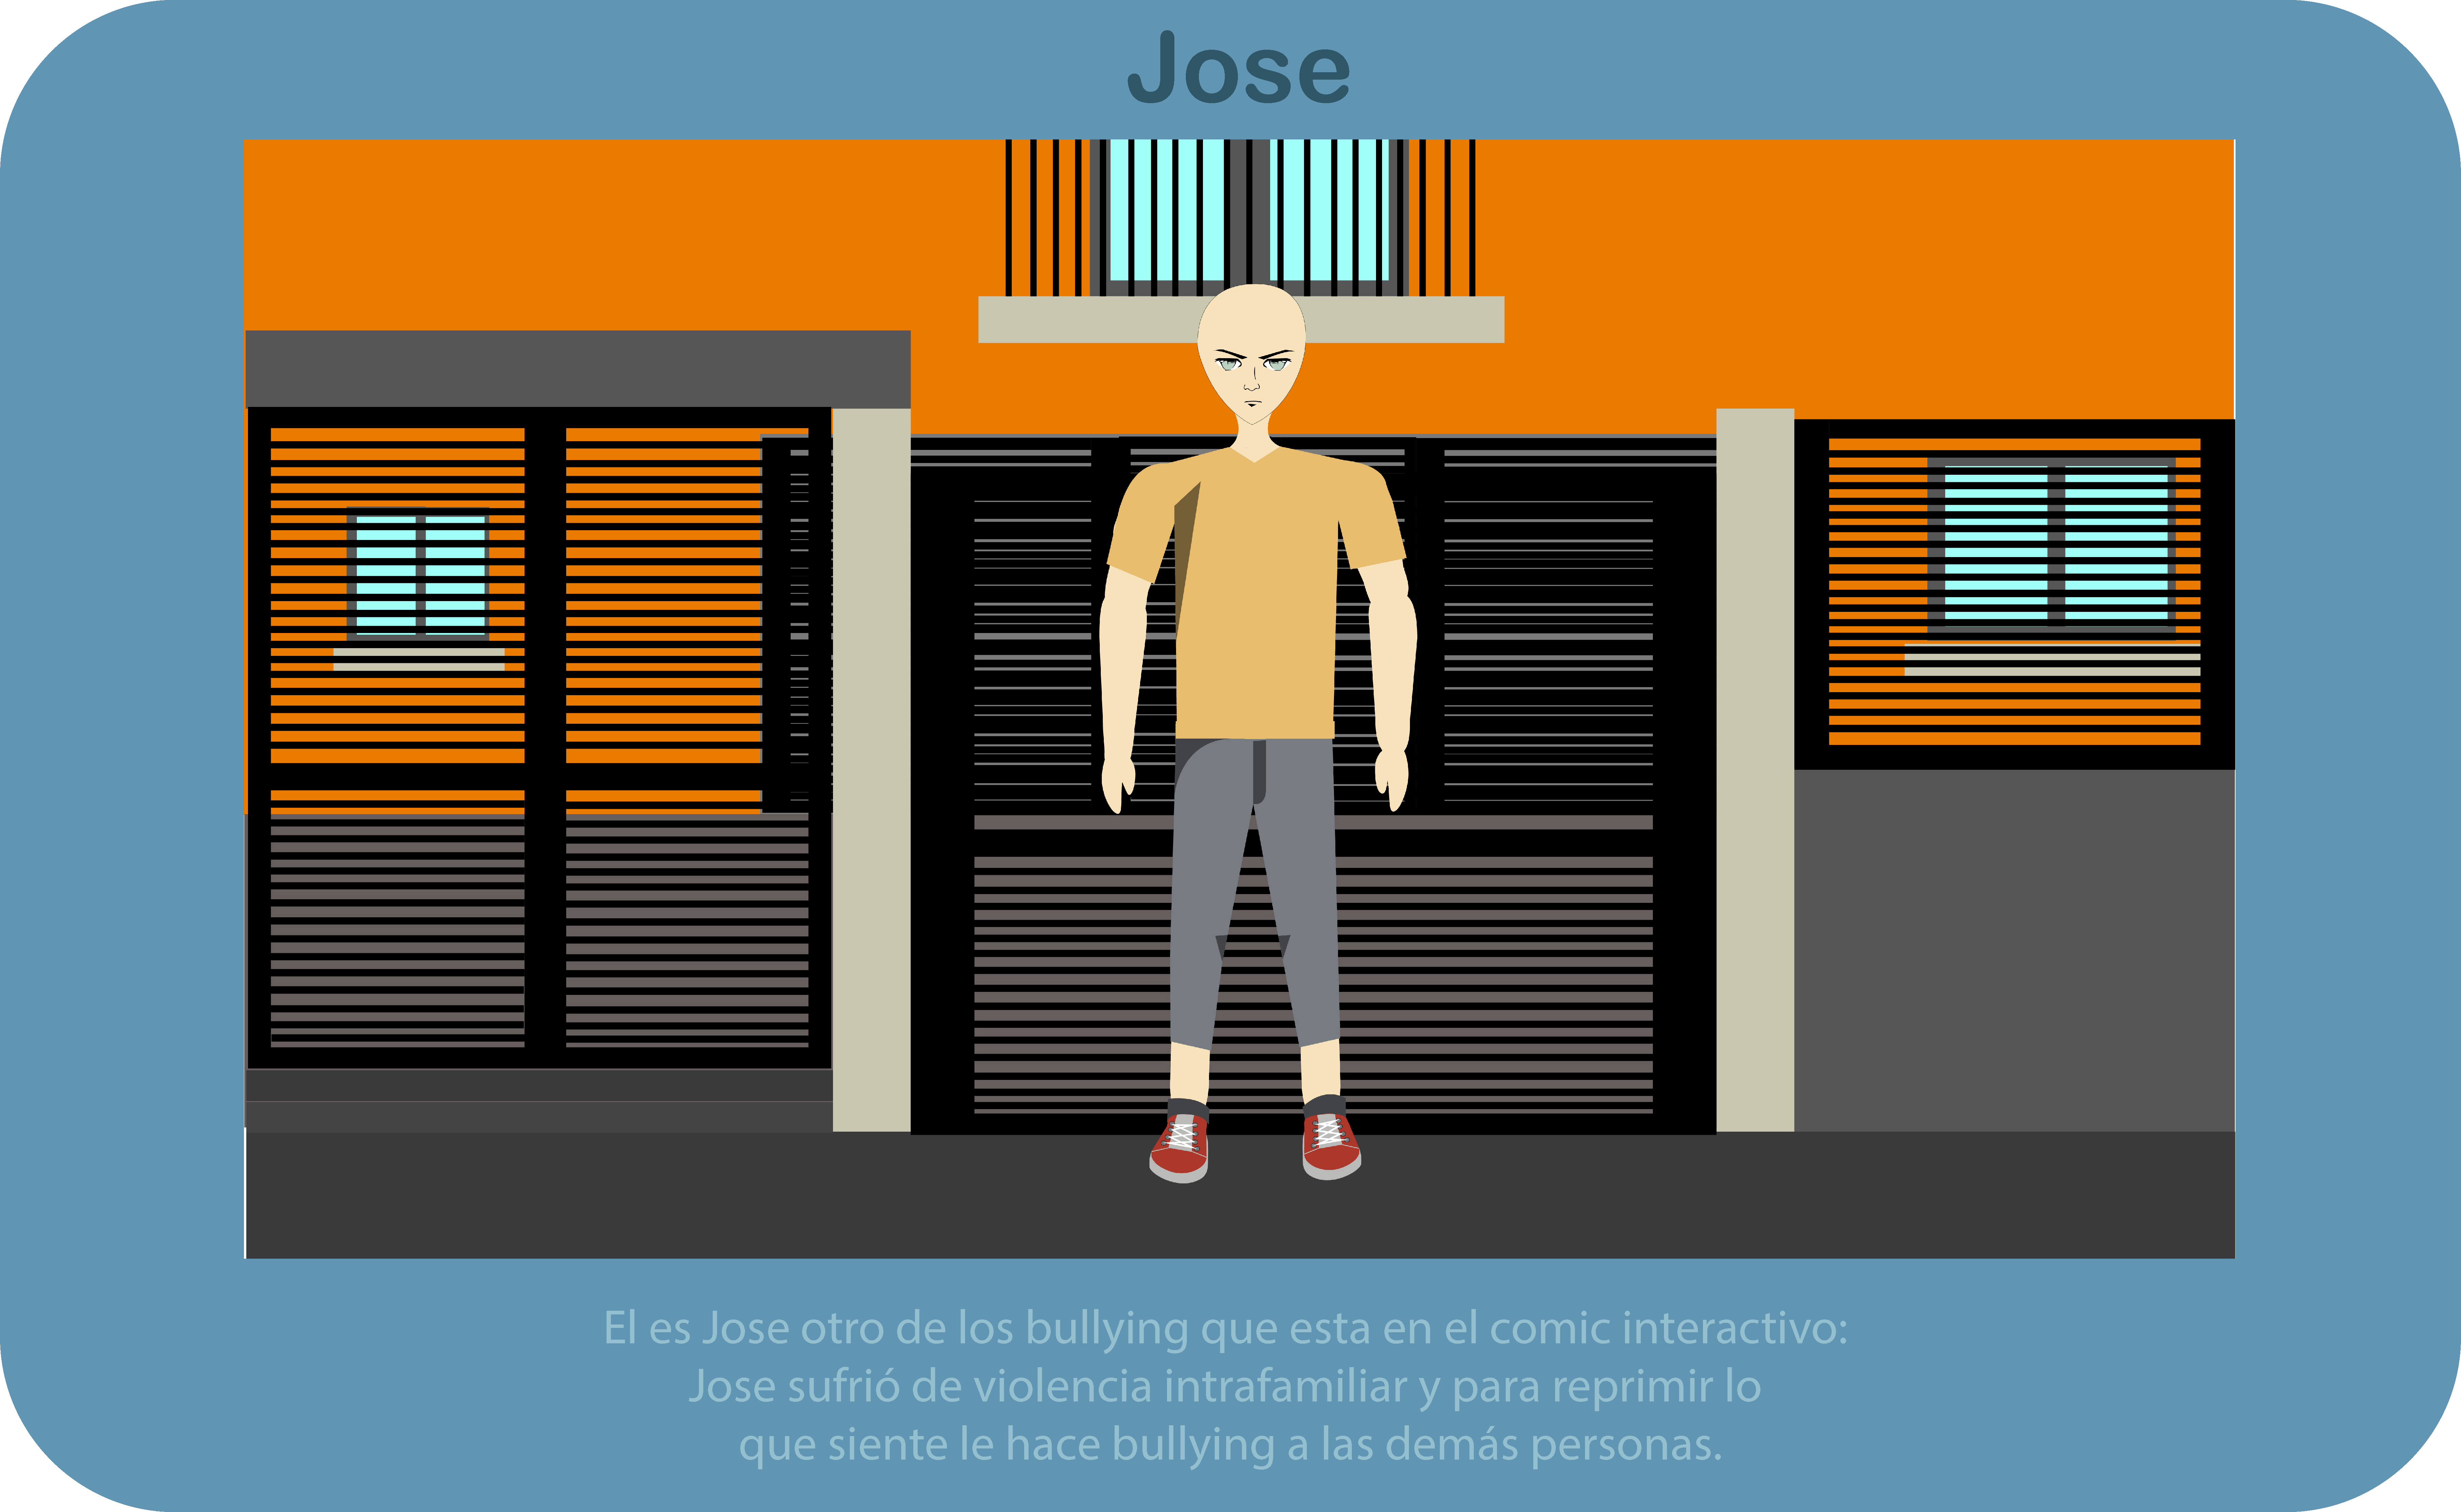 Jose
El es Jose otro de los bullying que esta en el comic interactivo:
Jose sufrió de violencia intrafamiliar y para reprimir lo
que siente le hace bullying a las demás personas.